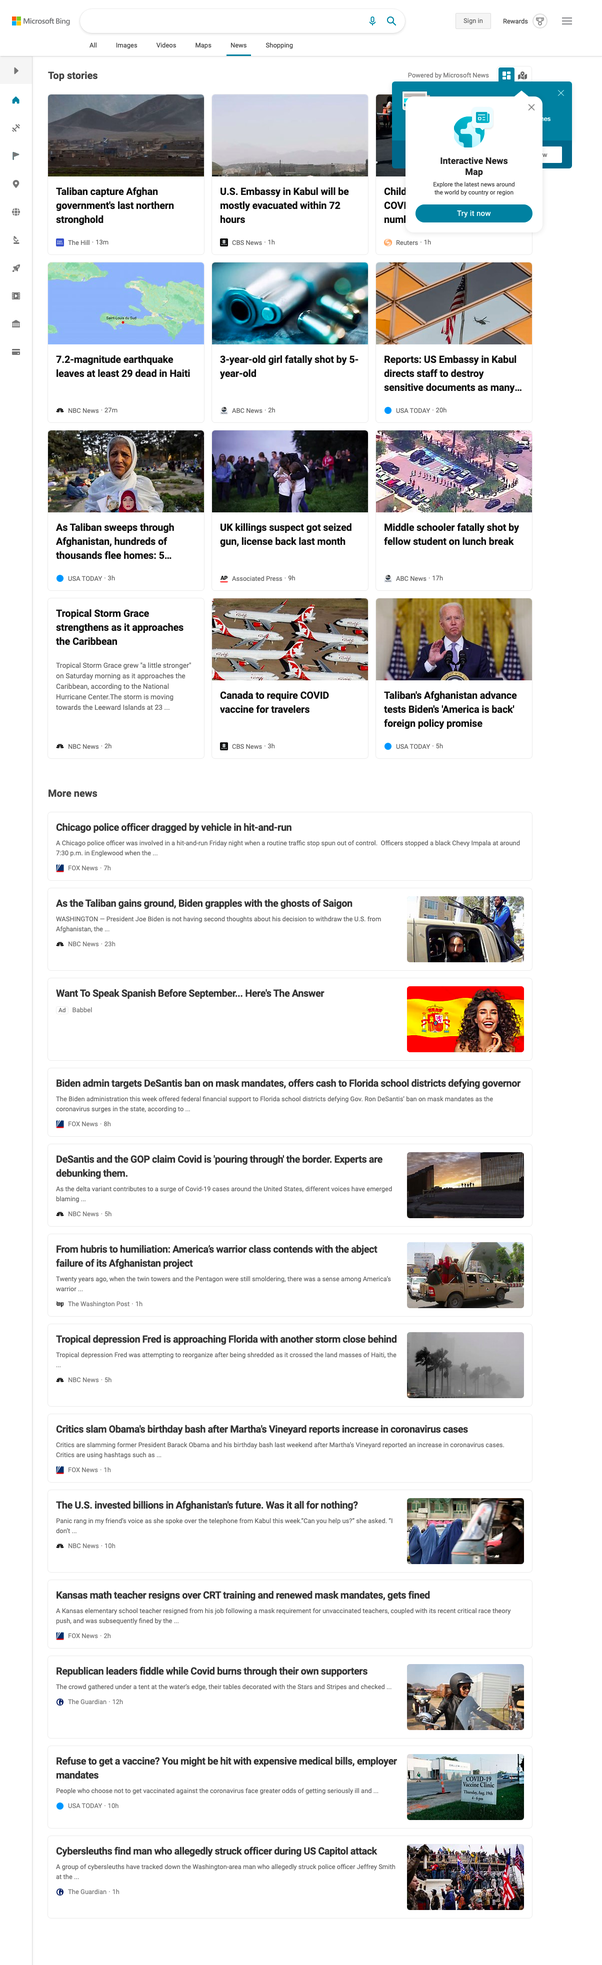 Microsoft Bing
Sign in
Rewards
All
Images
Videos
Maps
News
Shopping
Top stories
Powered by Microsoft News
Interactive News
Map
Explore the latest news around
the world by country or region
Try it now
Taliban capture Afghan
government's last northern
stronghold
The Hill · 13m
U.S. Embassy in Kabul will be
mostly evacuated within 72
hours
CBS News · 1h
Child
COVI
numl
Reuters · 1h
7.2-magnitude earthquake
leaves at least 29 dead in Haiti
NBC News · 27m
3-year-old girl fatally shot by 5-
year-old
ABC News · 2h
Reports: US Embassy in Kabul
directs staff to destroy
sensitive documents as many...
USA TODAY · 20h
As Taliban sweeps through
Afghanistan, hundreds of
thousands flee homes: 5...
USA TODAY · 3h
UK killings suspect got seized
gun, license back last month
AP
Associated Press · 9h
Middle schooler fatally shot by
fellow student on lunch break
ABC News · 17h
Tropical Storm Grace
strengthens as it approaches
the Caribbean
Tropical Storm Grace grew "a little stronger"
on Saturday morning as it approaches the
Caribbean, according to the National
Hurricane Center.The storm is moving
towards the Leeward Islands at 23 ...
NBC News · 2h
Canada to require COVID
vaccine for travelers
CBS News · 3h
Taliban's Afghanistan advance
tests Biden's 'America is back'
foreign policy promise
USA TODAY · 5h
More news
Chicago police officer dragged by vehicle in hit-and-run
A Chicago police officer was involved in a hit-and-run Friday night when a routine traffic stop spun out of control. Officers stopped a black Chevy Impala at around
7:30 p.m. in Englewood when the ...
FOX News · 7h
As the Taliban gains ground, Biden grapples with the ghosts of Saigon
WASHINGTON — President Joe Biden is not having second thoughts about his decision to withdraw the U.S. from
Afghanistan, the ...
NBC News · 23h
Want To Speak Spanish Before September... Here's The Answer
Ad Babbel
Biden admin targets DeSantis ban on mask mandates, offers cash to Florida school districts defying governor
The Biden administration this week offered federal financial support to Florida school districts defying Gov. Ron DeSantis' ban on mask mandates as the
coronavirus surges in the state, according to ...
FOX News · 8h
DeSantis and the GOP claim Covid is 'pouring through' the border. Experts are
debunking them.
As the delta variant contributes to a surge of Covid-19 cases around the United States, different voices have emerged
blaming ...
NBC News · 5h
From hubris to humiliation: America's warrior class contends with the abject
failure of its Afghanistan project
Twenty years ago, when the twin towers and the Pentagon were still smoldering, there was a sense among America's
warrior ...
wp The Washington Post · 1h
Tropical depression Fred is approaching Florida with another storm close behind
Tropical depression Fred was attempting to reorganize after being shredded as it crossed the land masses of Haiti, the
...
NBC News · 5h
Critics slam Obama's birthday bash after Martha's Vineyard reports increase in coronavirus cases
Critics are slamming former President Barack Obama and his birthday bash last weekend after Martha's Vineyard reported an increase in coronavirus cases.
Critics are using hashtags such as ...
FOX News · 1h
The U.S. invested billions in Afghanistan's future. Was it all for nothing?
Panic rang in my friend's voice as she spoke over the telephone from Kabul this week."Can you help us?" she asked. "I
don't ...
NBC News · 10h
Kansas math teacher resigns over CRT training and renewed mask mandates, gets fined
A Kansas elementary school teacher resigned from his job following a mask requirement for unvaccinated teachers, coupled with its recent critical race theory
push, and was subsequently fined by the ...
FOX News · 2h
Republican leaders fiddle while Covid burns through their own supporters
The crowd gathered under a tent at the water's edge, their tables decorated with the Stars and Stripes and checked ...
The Guardian · 12h
Refuse to get a vaccine? You might be hit with expensive medical bills, employer
mandates
People who choose not to get vaccinated against the coronavirus face greater odds of getting seriously ill and ...
USA TODAY · 10h
COVID-19
Vaccine Clinic
Cybersleuths find man who allegedly struck officer during US Capitol attack
A group of cybersleuths have tracked down the Washington-area man who allegedly struck police officer Jeffrey Smith
at the ...
The Guardian · 1h